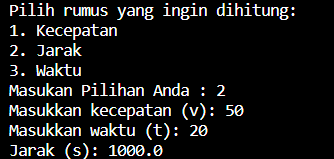 Pilih rumus yang ingin dihitung:
1. Kecepatan
2. Jarak
3. Waktu
Masukan Pilihan Anda : 2
Masukkan kecepatan (v): 50
Masukkan waktu (t): 20
Jarak (s): 1000.0